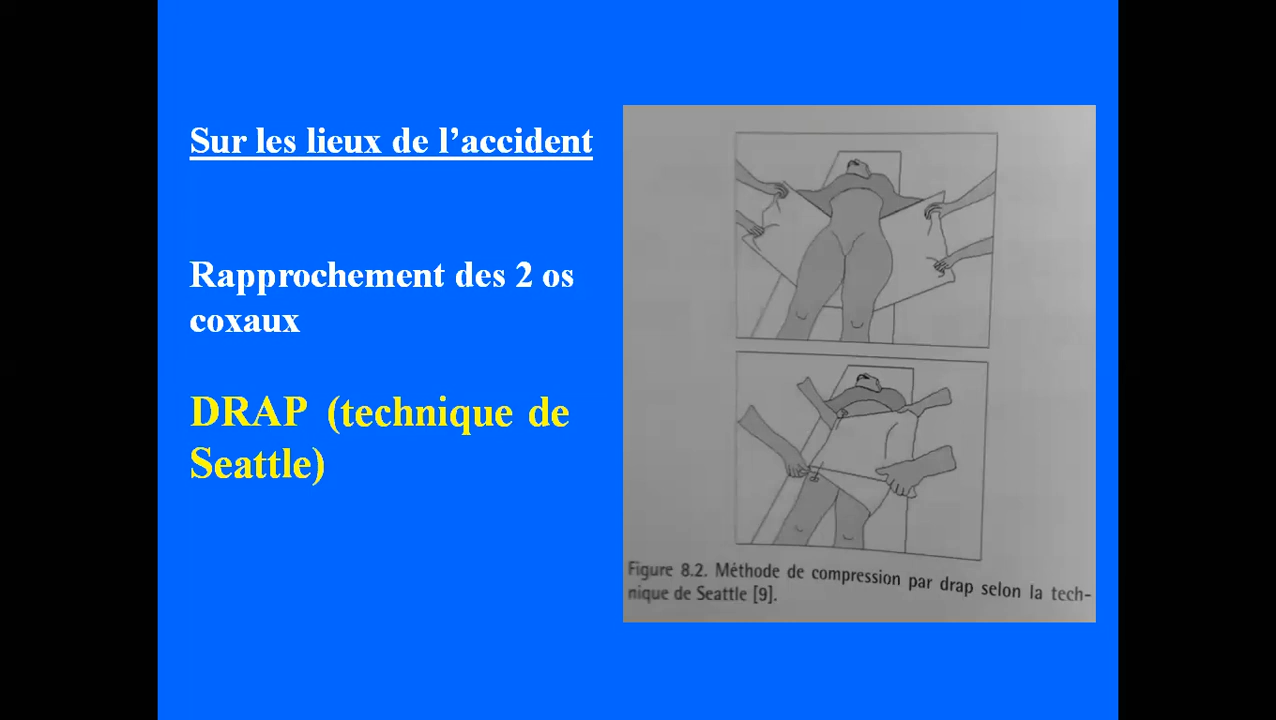 Sur les lieux de l’accident
Rapprochement des 2 os
coxaux
DRAP (technique de
Seattle)
Figure 8.2. Méthode de compression par drap selon la tech-
nique de Seattle [9].